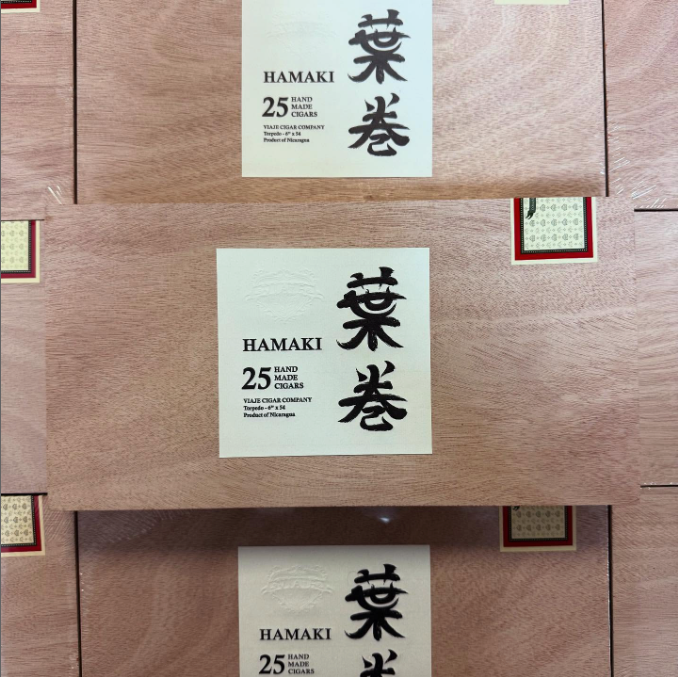 HAMAKI
25 HAND
MADE
CIGARS
VIAJE CIGAR COMPANY
Torpedo - 6" x 54
Product of Nicaragua
葉巻
HAMAKI
25 HAND
MADE
CIGARS
VIAJE CIGAR COMPANY
Torpedo - 6" x 54
Product of Nicaragua
葉巻
HAMAKI
25 HAND
MADE
CIGARS
葉